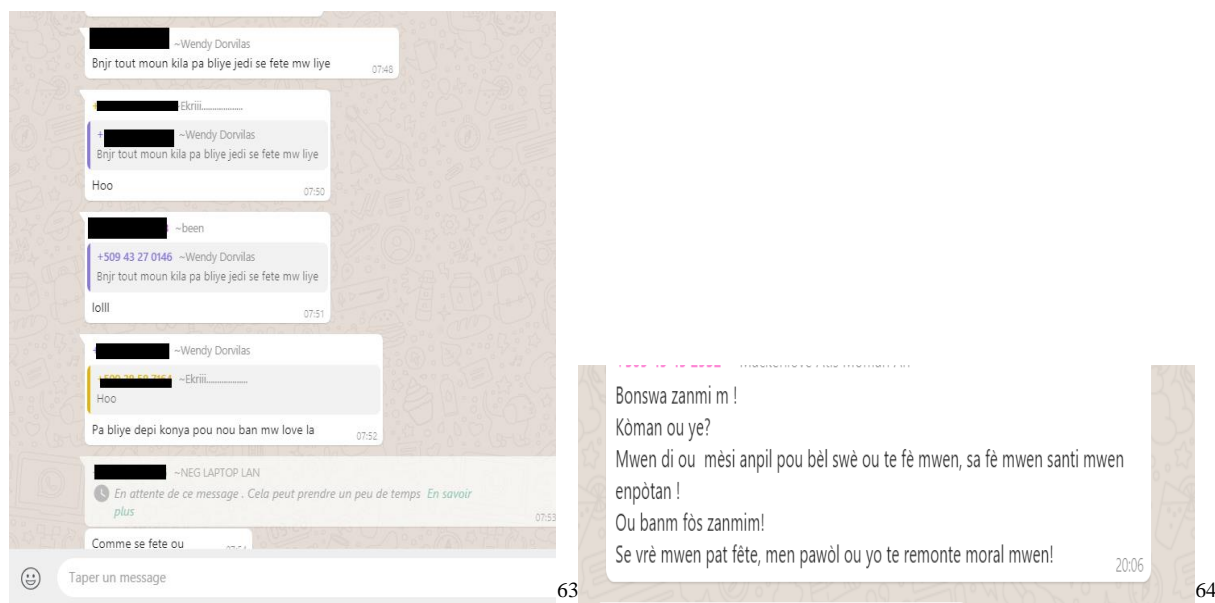 ~Wendy Dorvilas
Bnjr tout moun kila pa bliye jedi se fete mw liye
07:48
~Ekriii...................
~Wendy Dorvilas
Bnjr tout moun kila pa bliye jedi se fete mw liye
Hoo
07:50
~been
+509 43 27 0146 ~Wendy Dorvilas
Bnjr tout moun kila pa bliye jedi se fete mw liye
lolll
07:51
~Wendy Dorvilas
~Ekriii...................
Hoo
Pa bliye depi konya pou nou ban mw love la
07:52
~NEG LAPTOP LAN
En attente de ce message . Cela peut prendre un peu de temps En savoir
plus
07:53
Comme se fete ou
Taper un message
63
Bonswa zanmi m !
Kòman ou ye?
Mwen di ou mèsi anpil pou bèl swè ou te fè mwen, sa fè mwen santi mwen
enpòtan !
Ou banm fòs zanmim!
Se vrè mwen pat fête, men pawòl ou yo te remonte moral mwen!
20:06
64